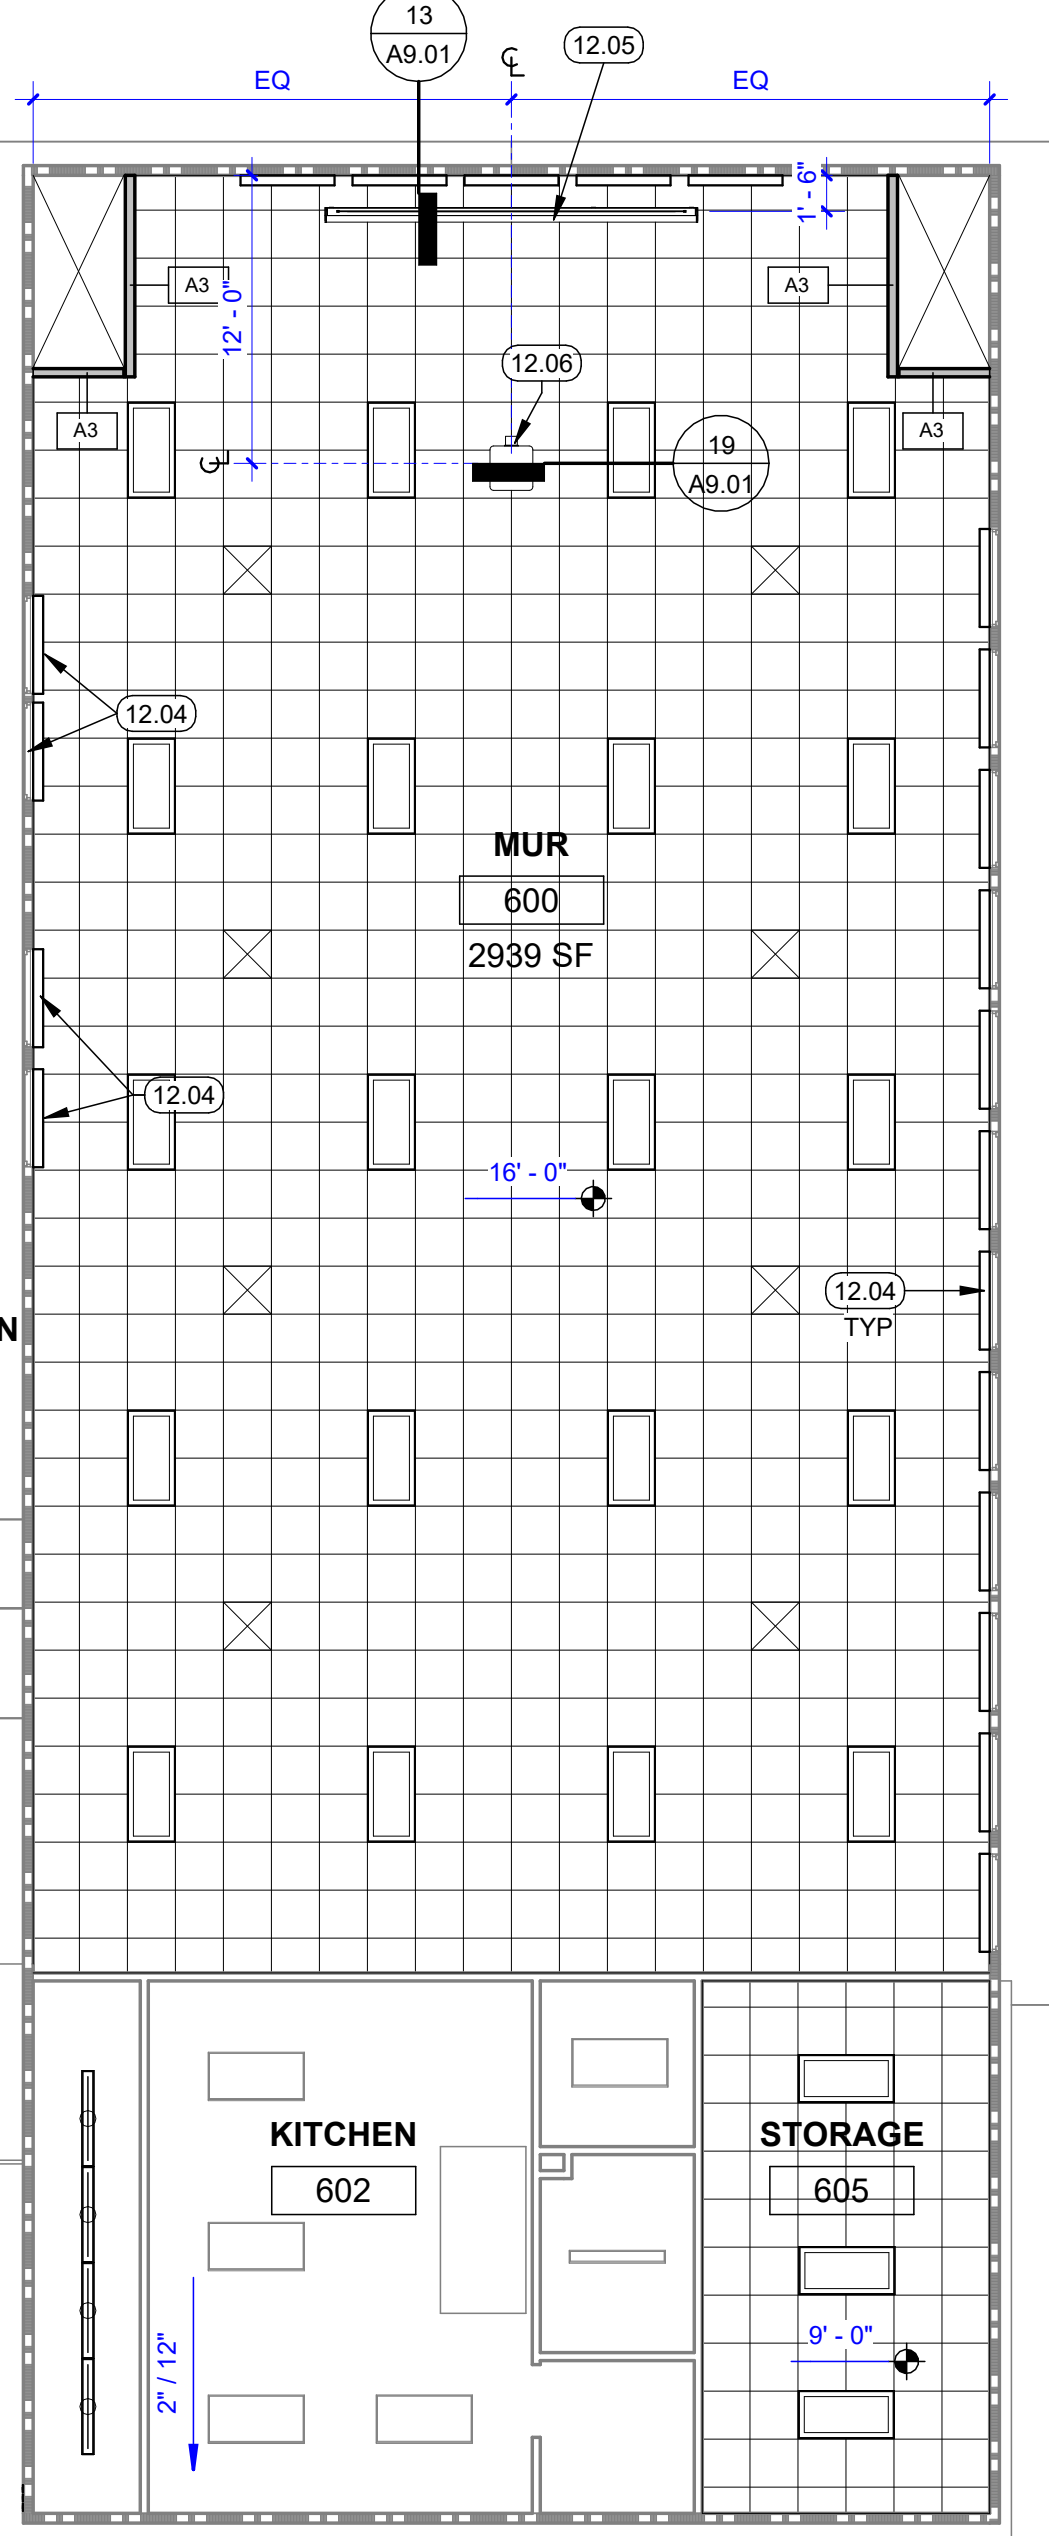 13
A9.01
CL
12.05
EQ
EQ
1' - 6"
A3
A3
12' - 0"
12.06
A3
A3
CL
19
A9.01
12.04
MUR
600
2939 SF
12.04
16' - 0"
12.04
TYP
N
KITCHEN
602
STORAGE
605
9' - 0"
2" / 12"